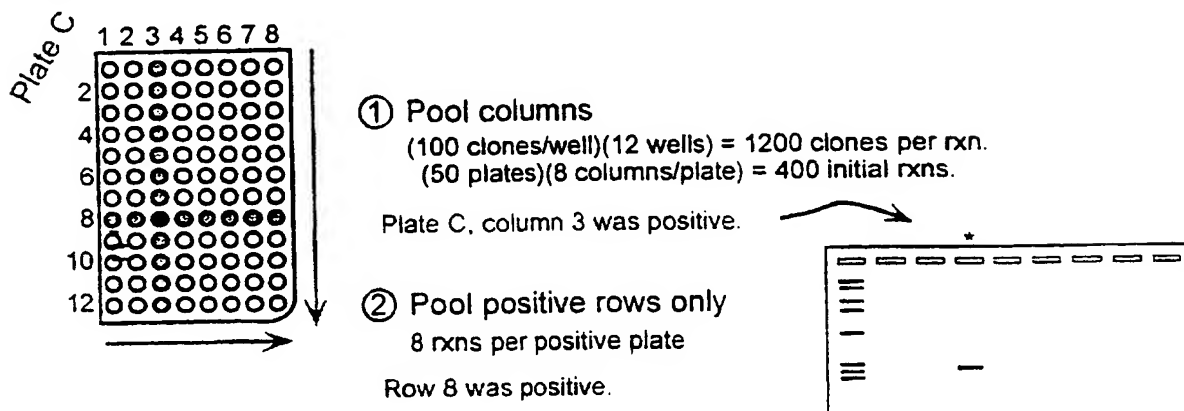 Plate C
1 2 3 4 5 6 7 8
2
4
6
8
10
12
① Pool columns
(100 clones/well)(12 wells) = 1200 clones per rxn.
(50 plates)(8 columns/plate) = 400 initial rxns.
Plate C, column 3 was positive.
*
② Pool positive rows only
8 rxns per positive plate
Row 8 was positive.